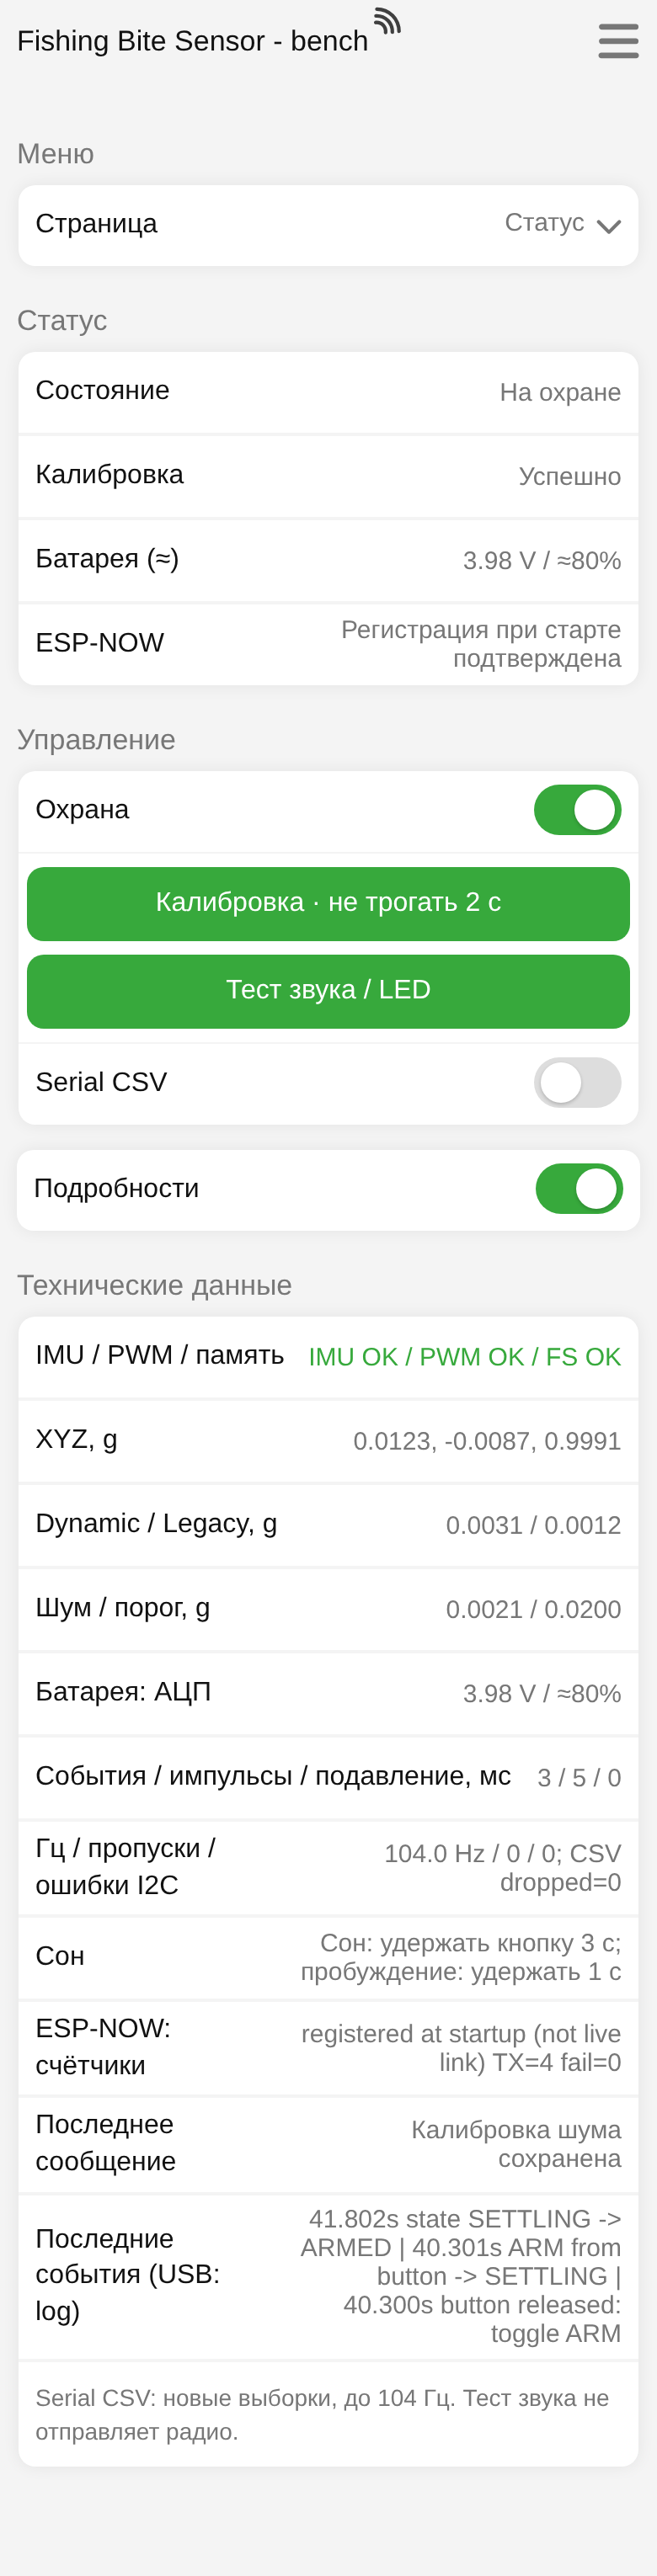 Fishing Bite Sensor - bench
Меню
Страница
Статус
Статус
Состояние
На охране
Калибровка
Успешно
Батарея (≈)
3.98 V / ≈80%
ESP-NOW
Регистрация при старте
подтверждена
Управление
Охрана
Калибровка · не трогать 2 с
Тест звука / LED
Serial CSV
Подробности
Технические данные
IMU / PWM / память
IMU OK / PWM OK / FS OK
XYZ, g
0.0123, -0.0087, 0.9991
Dynamic / Legacy, g
0.0031 / 0.0012
Шум / порог, g
0.0021 / 0.0200
Батарея: АЦП
3.98 V / ≈80%
События / импульсы / подавление, мс
3 / 5 / 0
Гц / пропуски /
ошибки I2C
104.0 Hz / 0 / 0; CSV
dropped=0
Сон
Сон: удержать кнопку 3 с;
пробуждение: удержать 1 с
ESP-NOW:
счётчики
registered at startup (not live
link) TX=4 fail=0
Последнее
сообщение
Калибровка шума
сохранена
Последние
события (USB:
log)
41.802s state SETTLING ->
ARMED | 40.301s ARM from
button -> SETTLING |
40.300s button released:
toggle ARM
Serial CSV: новые выборки, до 104 Гц. Тест звука не
отправляет радио.